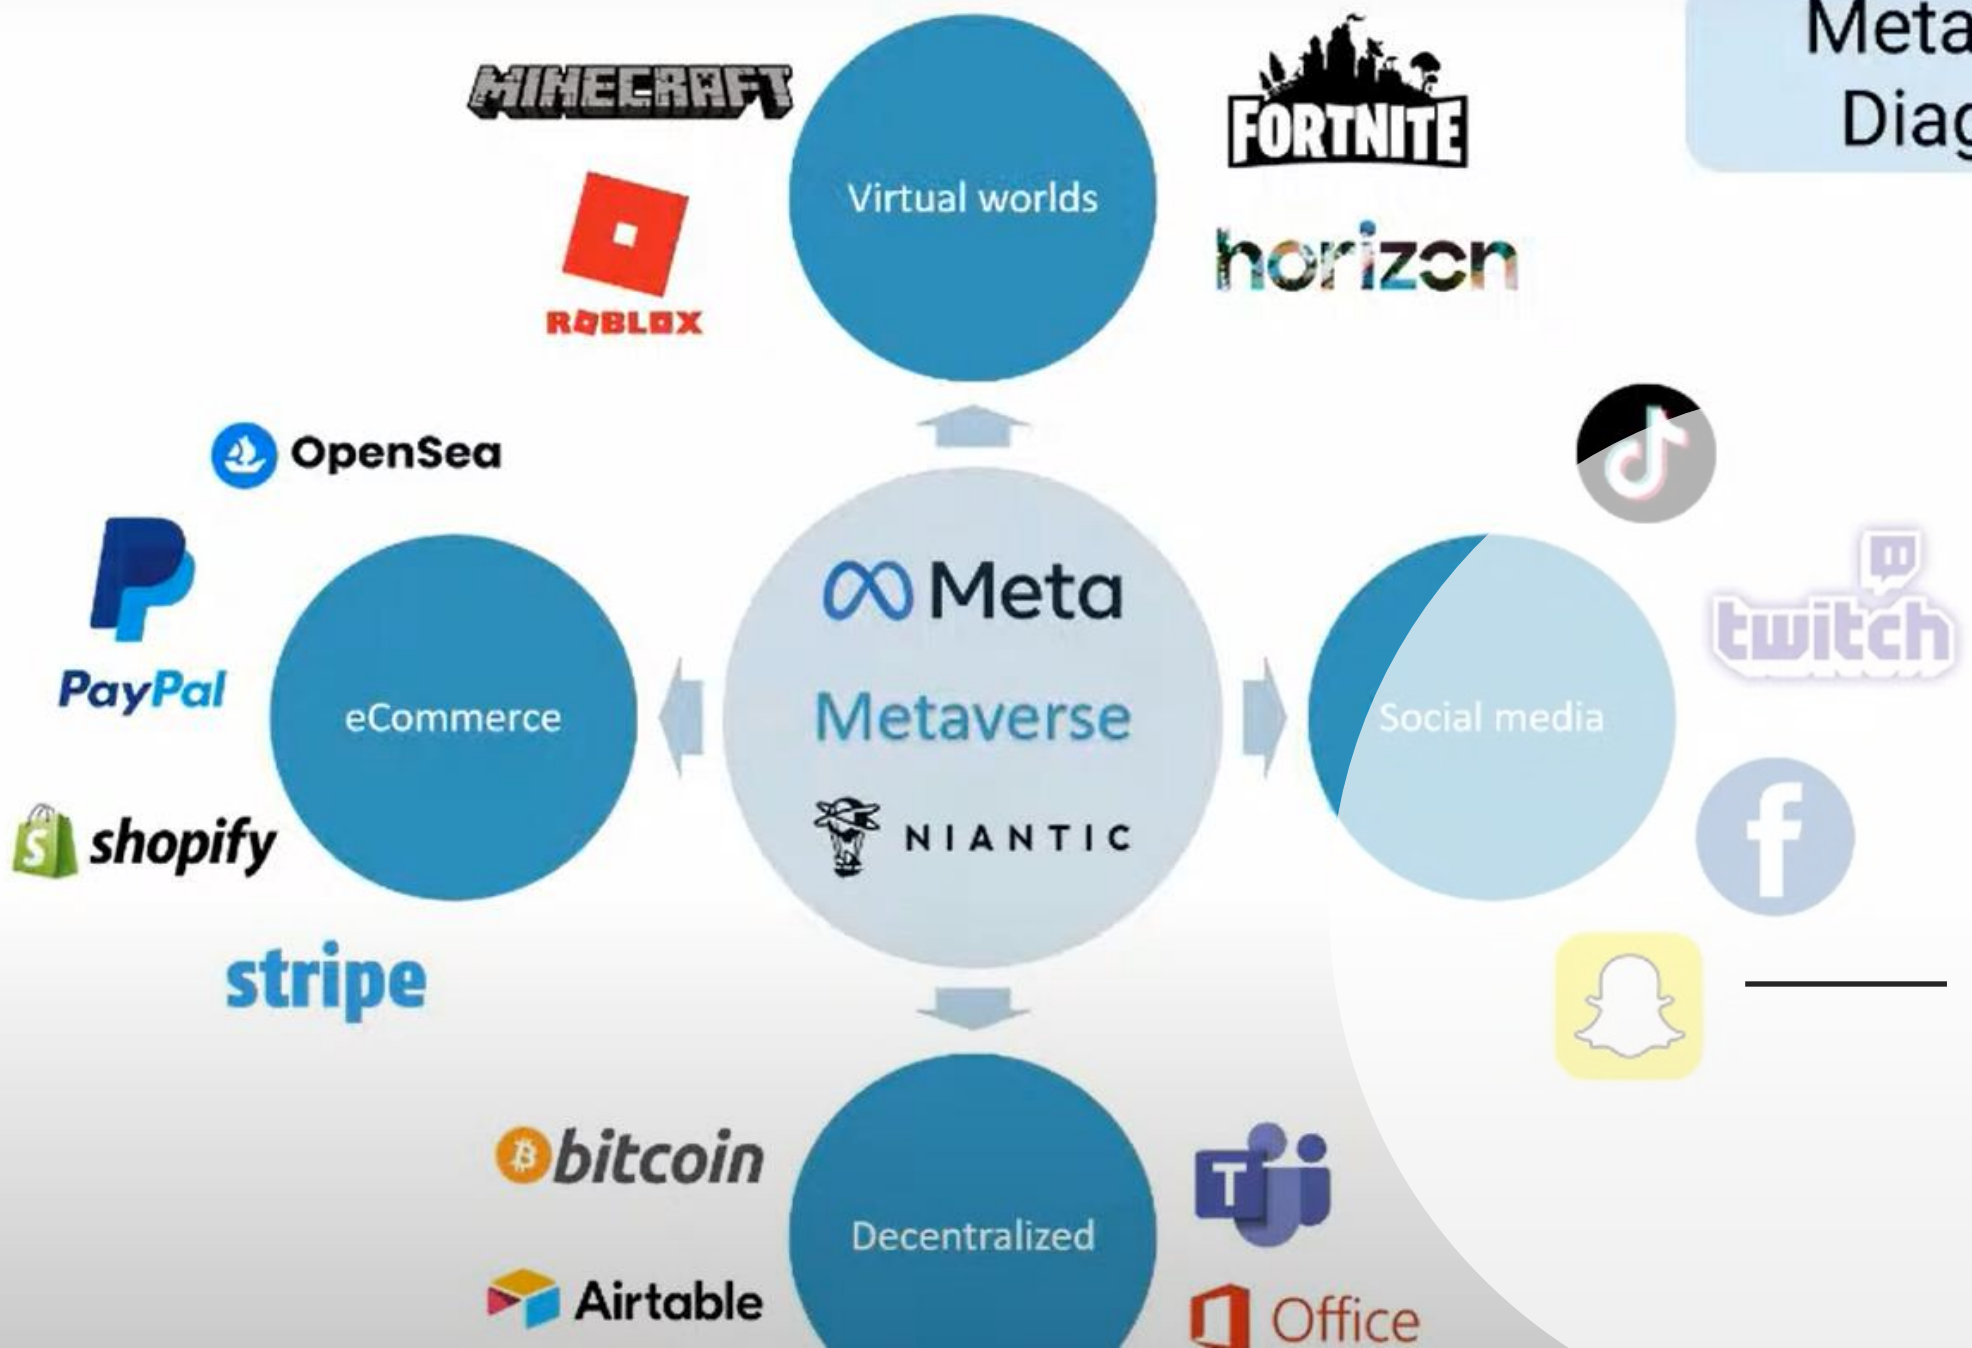 Meta
Diag
MINECRAFT
FORTNITE
Virtual worlds
horizon
ROBLOX
OpenSea
Meta
twitch
PayPal
eCommerce
Metaverse
Social media
shopify
NIANTIC
stripe
bitcoin
Decentralized
Airtable
Office